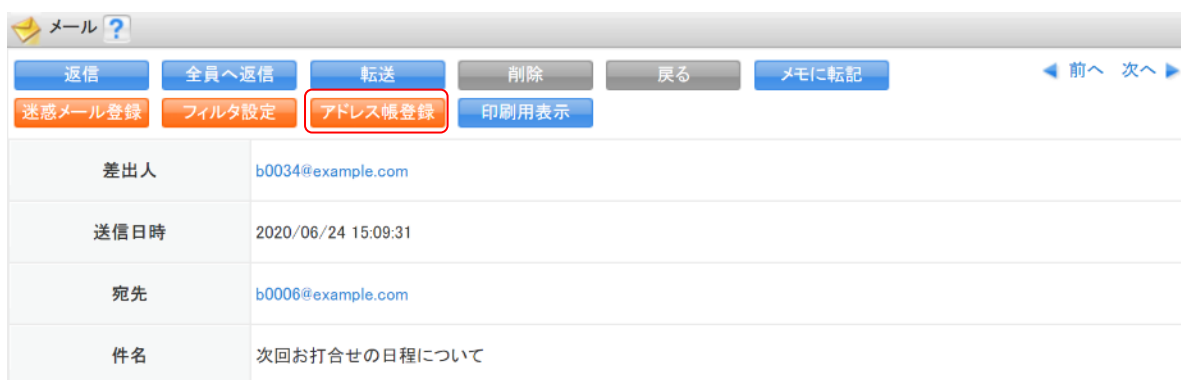 メール ?
返信 全員へ返信 転送 削除 戻る メモに転記 前へ 次へ
迷惑メール登録 フィルタ設定 アドレス帳登録 印刷用表示
差出人 b0034@example.com
送信日時 2020/06/24 15:09:31
宛先 b0006@example.com
件名 次回お打合せの日程について